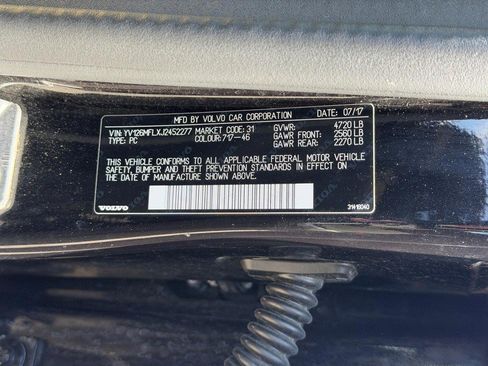 MFD BY VOLVO CAR CORPORATION DATE: 07/17
VIN: YV126MFLXJ2452277 MARKET CODE: 31 GVWR: 4720 LB
TYPE: PC COLOUR: 717-46 GAWR FRONT: 2560 LB
GAWR REAR: 2270 LB
THIS VEHICLE CONFORMS TO ALL APPLICABLE FEDERAL MOTOR VEHICLE
SAFETY, BUMPER AND THEFT PREVENTION STANDARDS IN EFFECT ON
THE DATE OF MANUFACTURE SHOWN ABOVE.
VOLVO 31419040